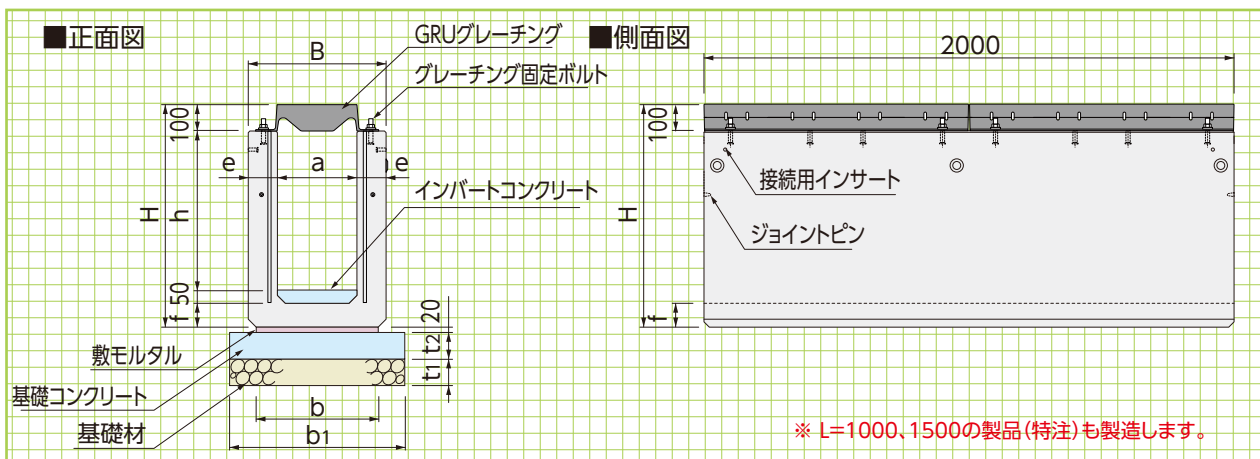 ■正面図
GRUグレーチング
グレーチング固定ボルト
B
100
e
a
e
H
h
インバートコンクリート
50
f
20
敷モルタル
t2
基礎コンクリート
t1
基礎材
b
b1
■側面図
2000
100
接続用インサート
H
ジョイントピン
f
※ L=1000、1500の製品(特注)も製造します。